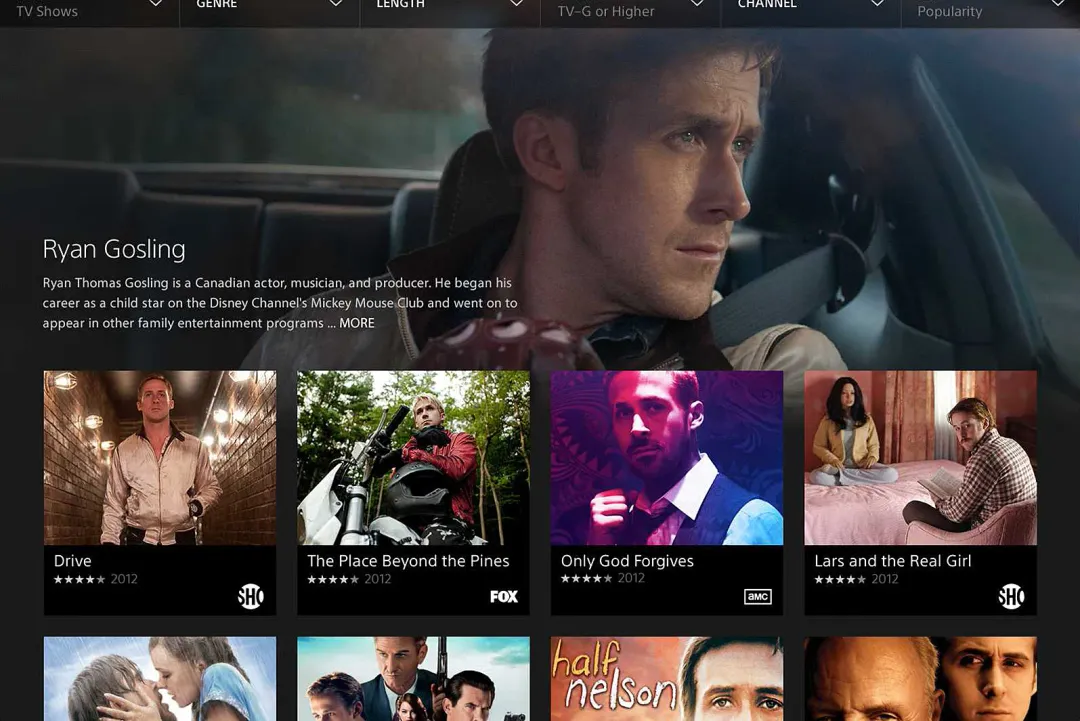 TV Shows
GENRE
LENGTH
TV-G or Higher
CHANNEL
Popularity
Ryan Gosling
Ryan Thomas Gosling is a Canadian actor, musician, and producer. He began his
career as a child star on the Disney Channel's Mickey Mouse Club and went on to
appear in other family entertainment programs ... MORE
Drive
2012
SHO
The Place Beyond the Pines
2012
FOX
Only God Forgives
2012
aMC
Lars and the Real Girl
2012
SHO
half
nelson